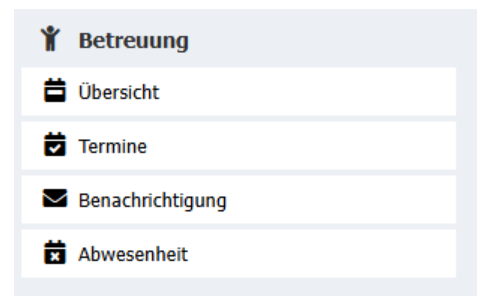 Betreuung
Übersicht
Termine
Benachrichtigung
Abwesenheit